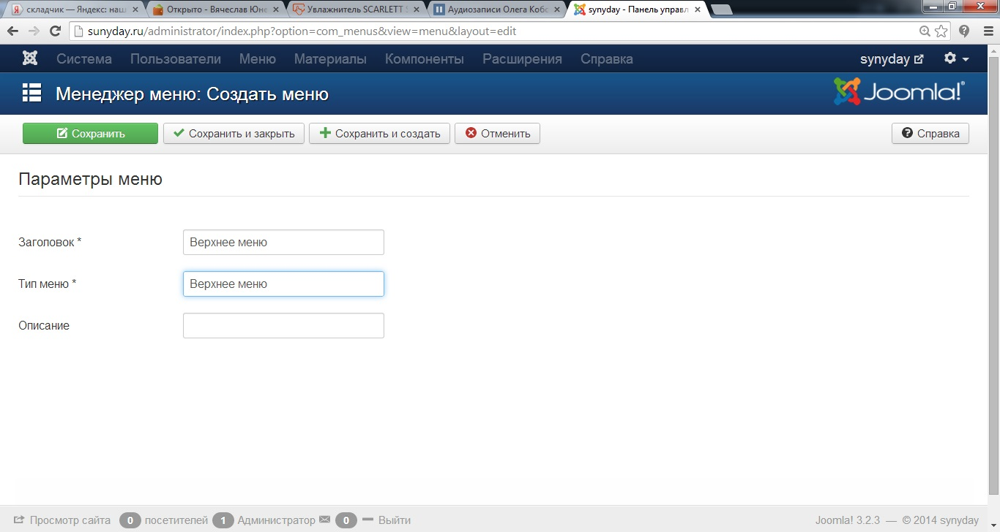 складчик — Яндекс: наш Открыто - Вячеслав Юне Увлажнитель SCARLETT S Аудиозаписи Олега Кобс synyday - Панель управл
sunyday.ru/administrator/index.php?option=com_menus&view=menu&layout=edit
Система Пользователи Меню Материалы Компоненты Расширения Справка synyday
Менеджер меню: Создать меню Joomla!®
Сохранить Сохранить и закрыть Сохранить и создать Отменить Справка
Параметры меню
Заголовок * Верхнее меню
Тип меню * Верхнее меню
Описание
Просмотр сайта 0 посетителей 1 Администратор 0 Выйти Joomla! 3.2.3 — © 2014 synyday